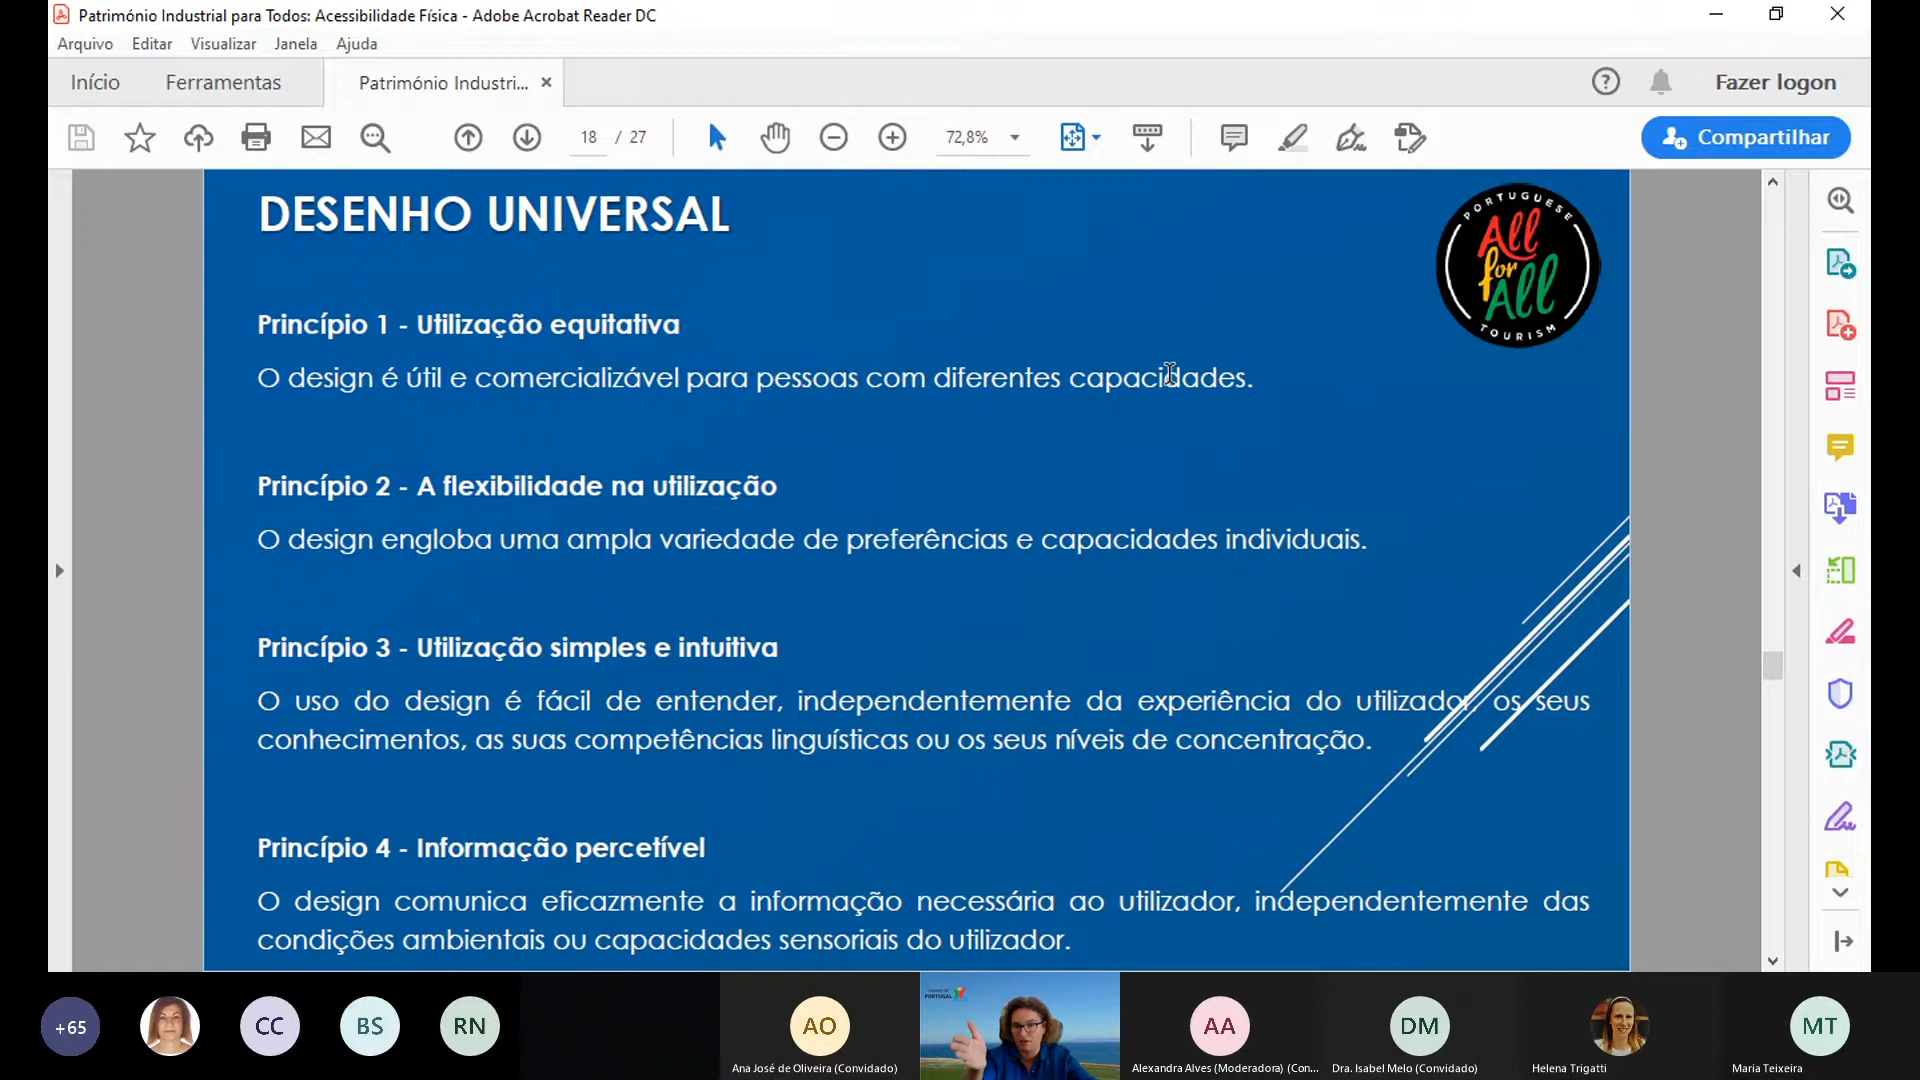 Património Industrial para Todos: Acessibilidade Física - Adobe Acrobat Reader DC
Arquivo Editar Visualizar Janela Ajuda
Início Ferramentas Património Industri... × Fazer logon
18 / 27 72,8% Compartilhar
DESENHO UNIVERSAL
PORTUGUESE
All
for
All
TOURISM
Princípio 1 - Utilização equitativa
O design é útil e comercializável para pessoas com diferentes capacidades.
Princípio 2 - A flexibilidade na utilização
O design engloba uma ampla variedade de preferências e capacidades individuais.
Princípio 3 - Utilização simples e intuitiva
O uso do design é fácil de entender, independentemente da experiência do utilizador, os seus
conhecimentos, as suas competências linguísticas ou os seus níveis de concentração.
Princípio 4 - Informação percetível
O design comunica eficazmente a informação necessária ao utilizador, independentemente das
condições ambientais ou capacidades sensoriais do utilizador.
+65 CC BS RN AO PORTUGAL AA DM MT
Ana José de Oliveira (Convidado) Alexandra Alves (Moderadora) (Con... Dra. Isabel Melo (Convidado) Helena Trigatti Maria Teixeira